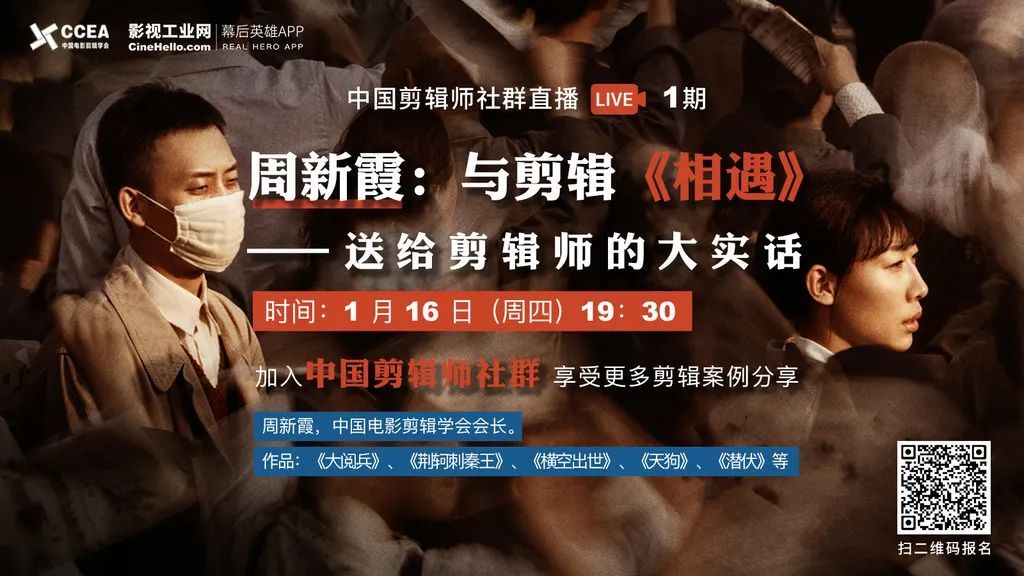 CCEA
中国电影剪辑学会
影视工业网
CineHello.com
幕后英雄APP
REAL HERO APP
中国剪辑师社群直播 LIVE 1期
周新霞：与剪辑《相遇》
——送给剪辑师的大实话
时间：1 月 16 日（周四）19：30
加入中国剪辑师社群 享受更多剪辑案例分享
周新霞，中国电影剪辑学会会长。
作品：《大阅兵》、《荆轲刺秦王》、《横空出世》、《天狗》、《潜伏》等
扫二维码报名